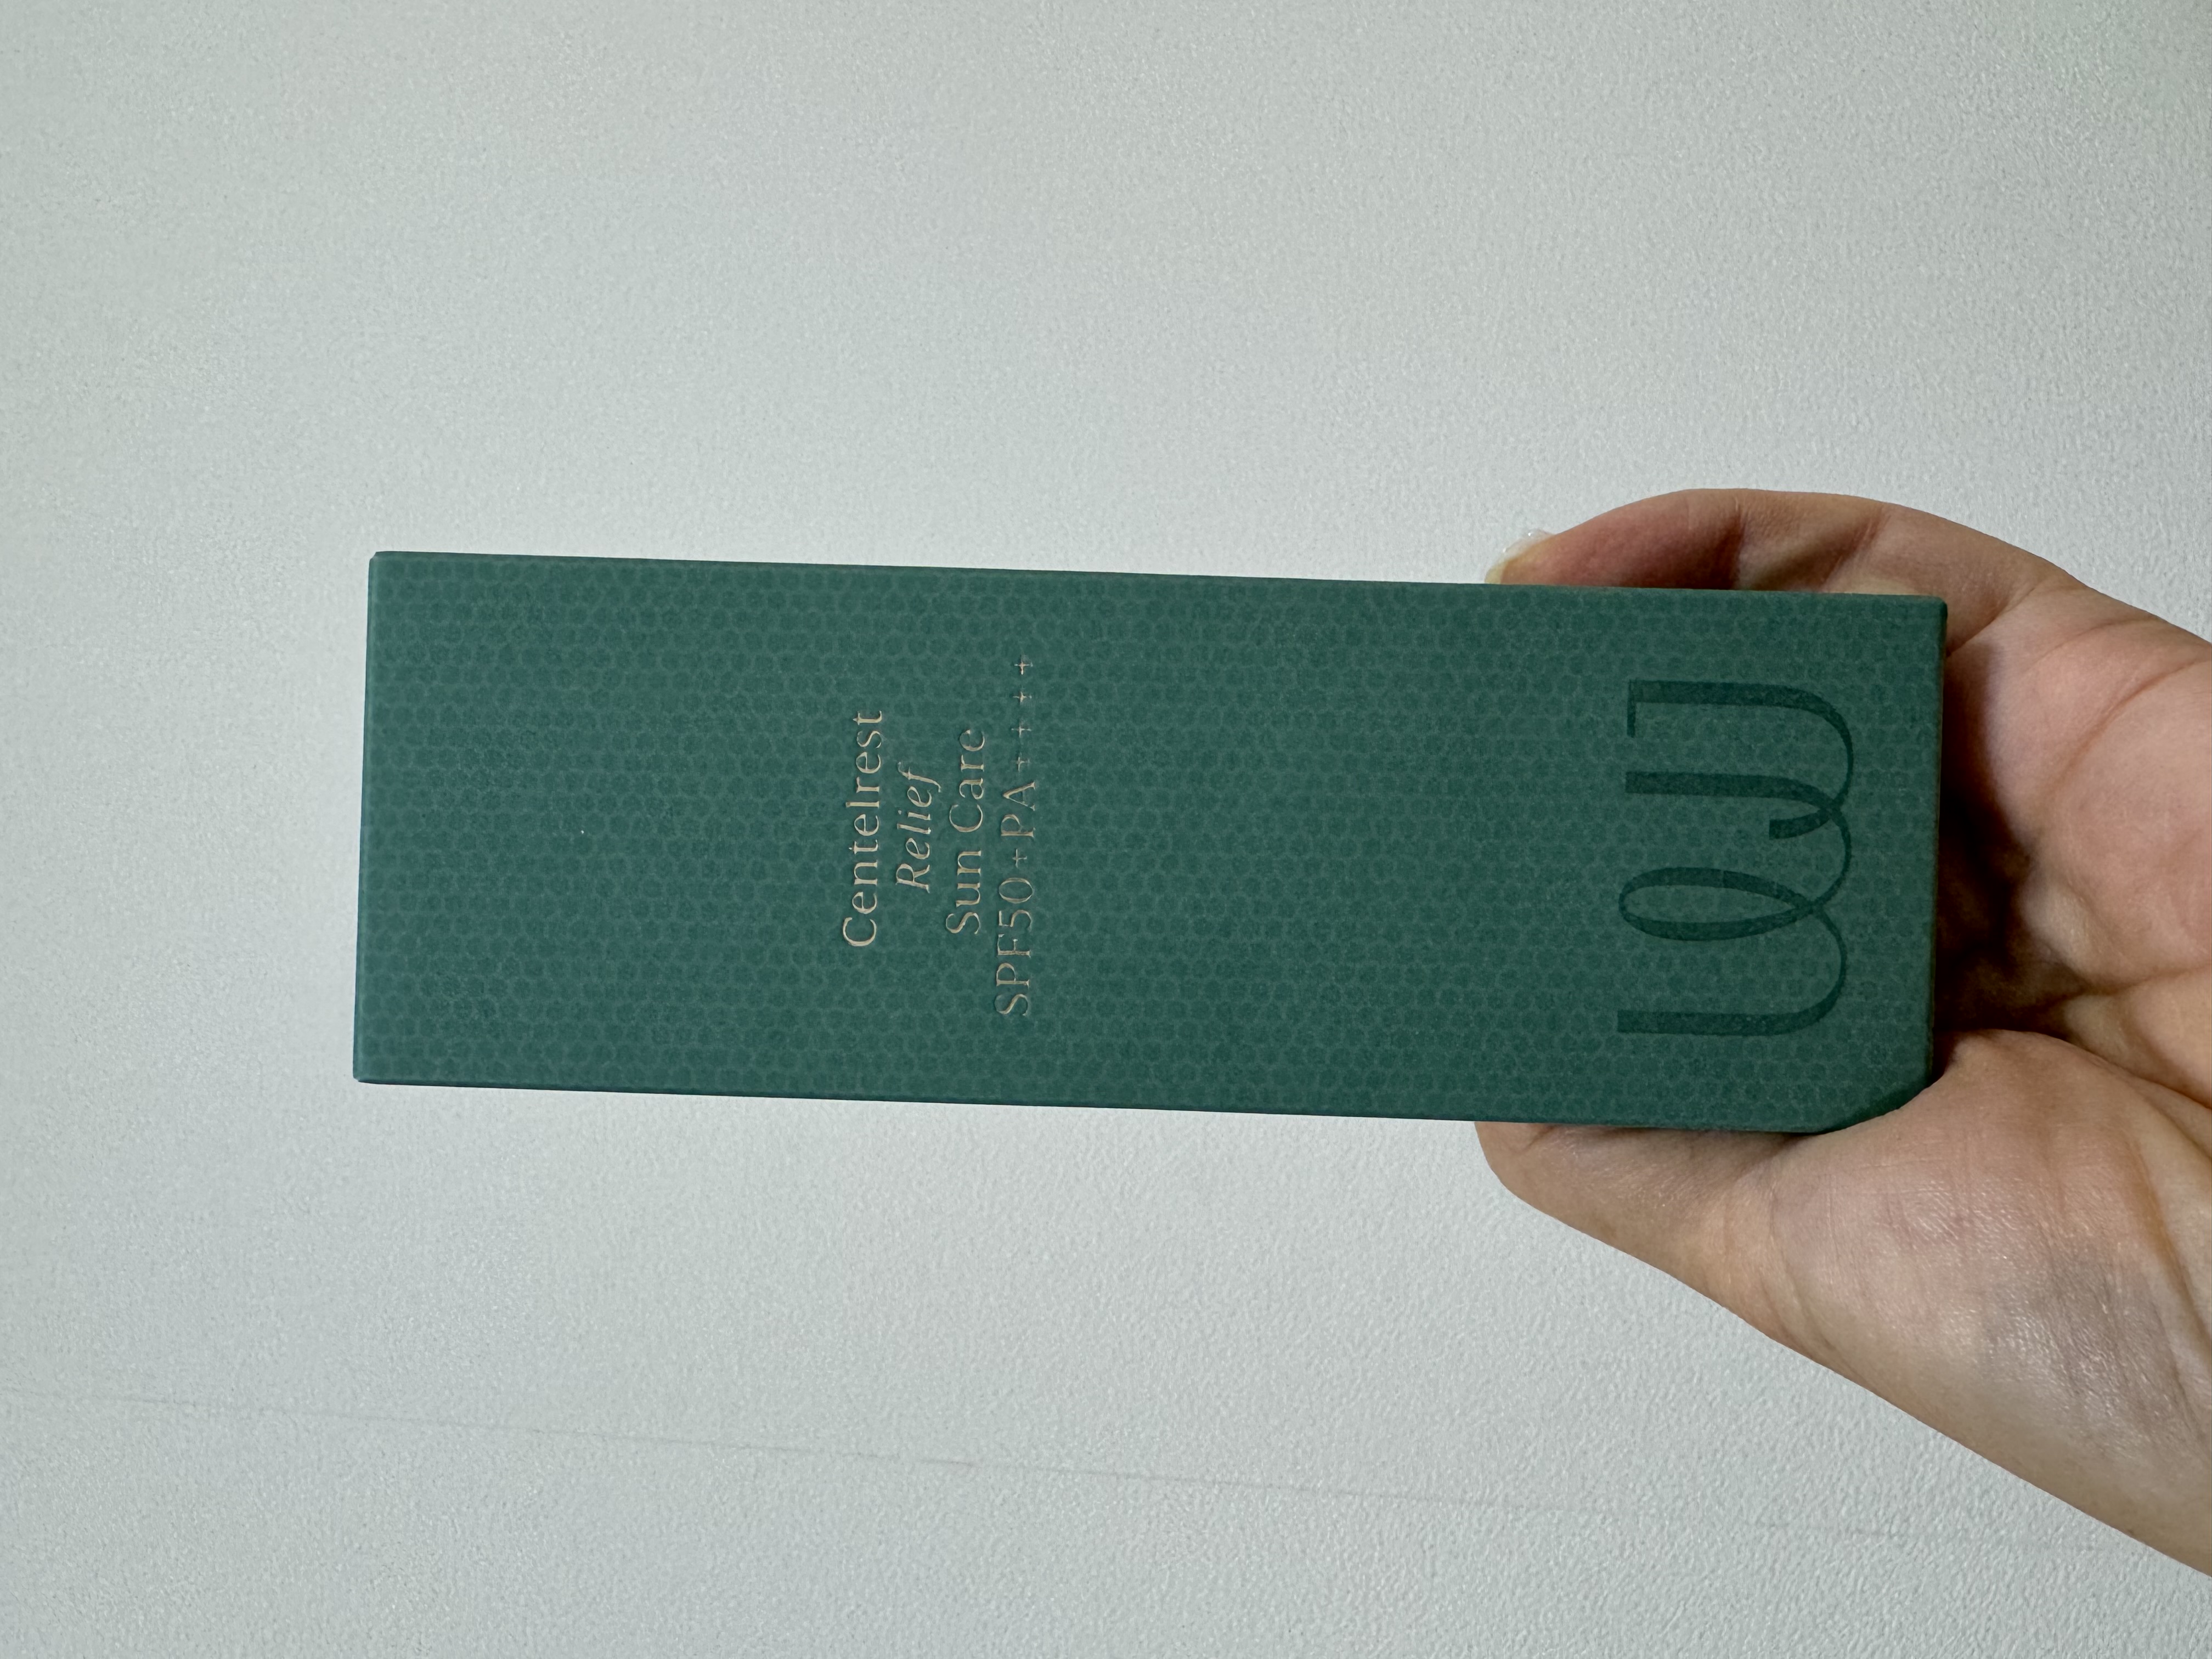 Centelrest
Relief
Sun Care
SPF50+PA++++